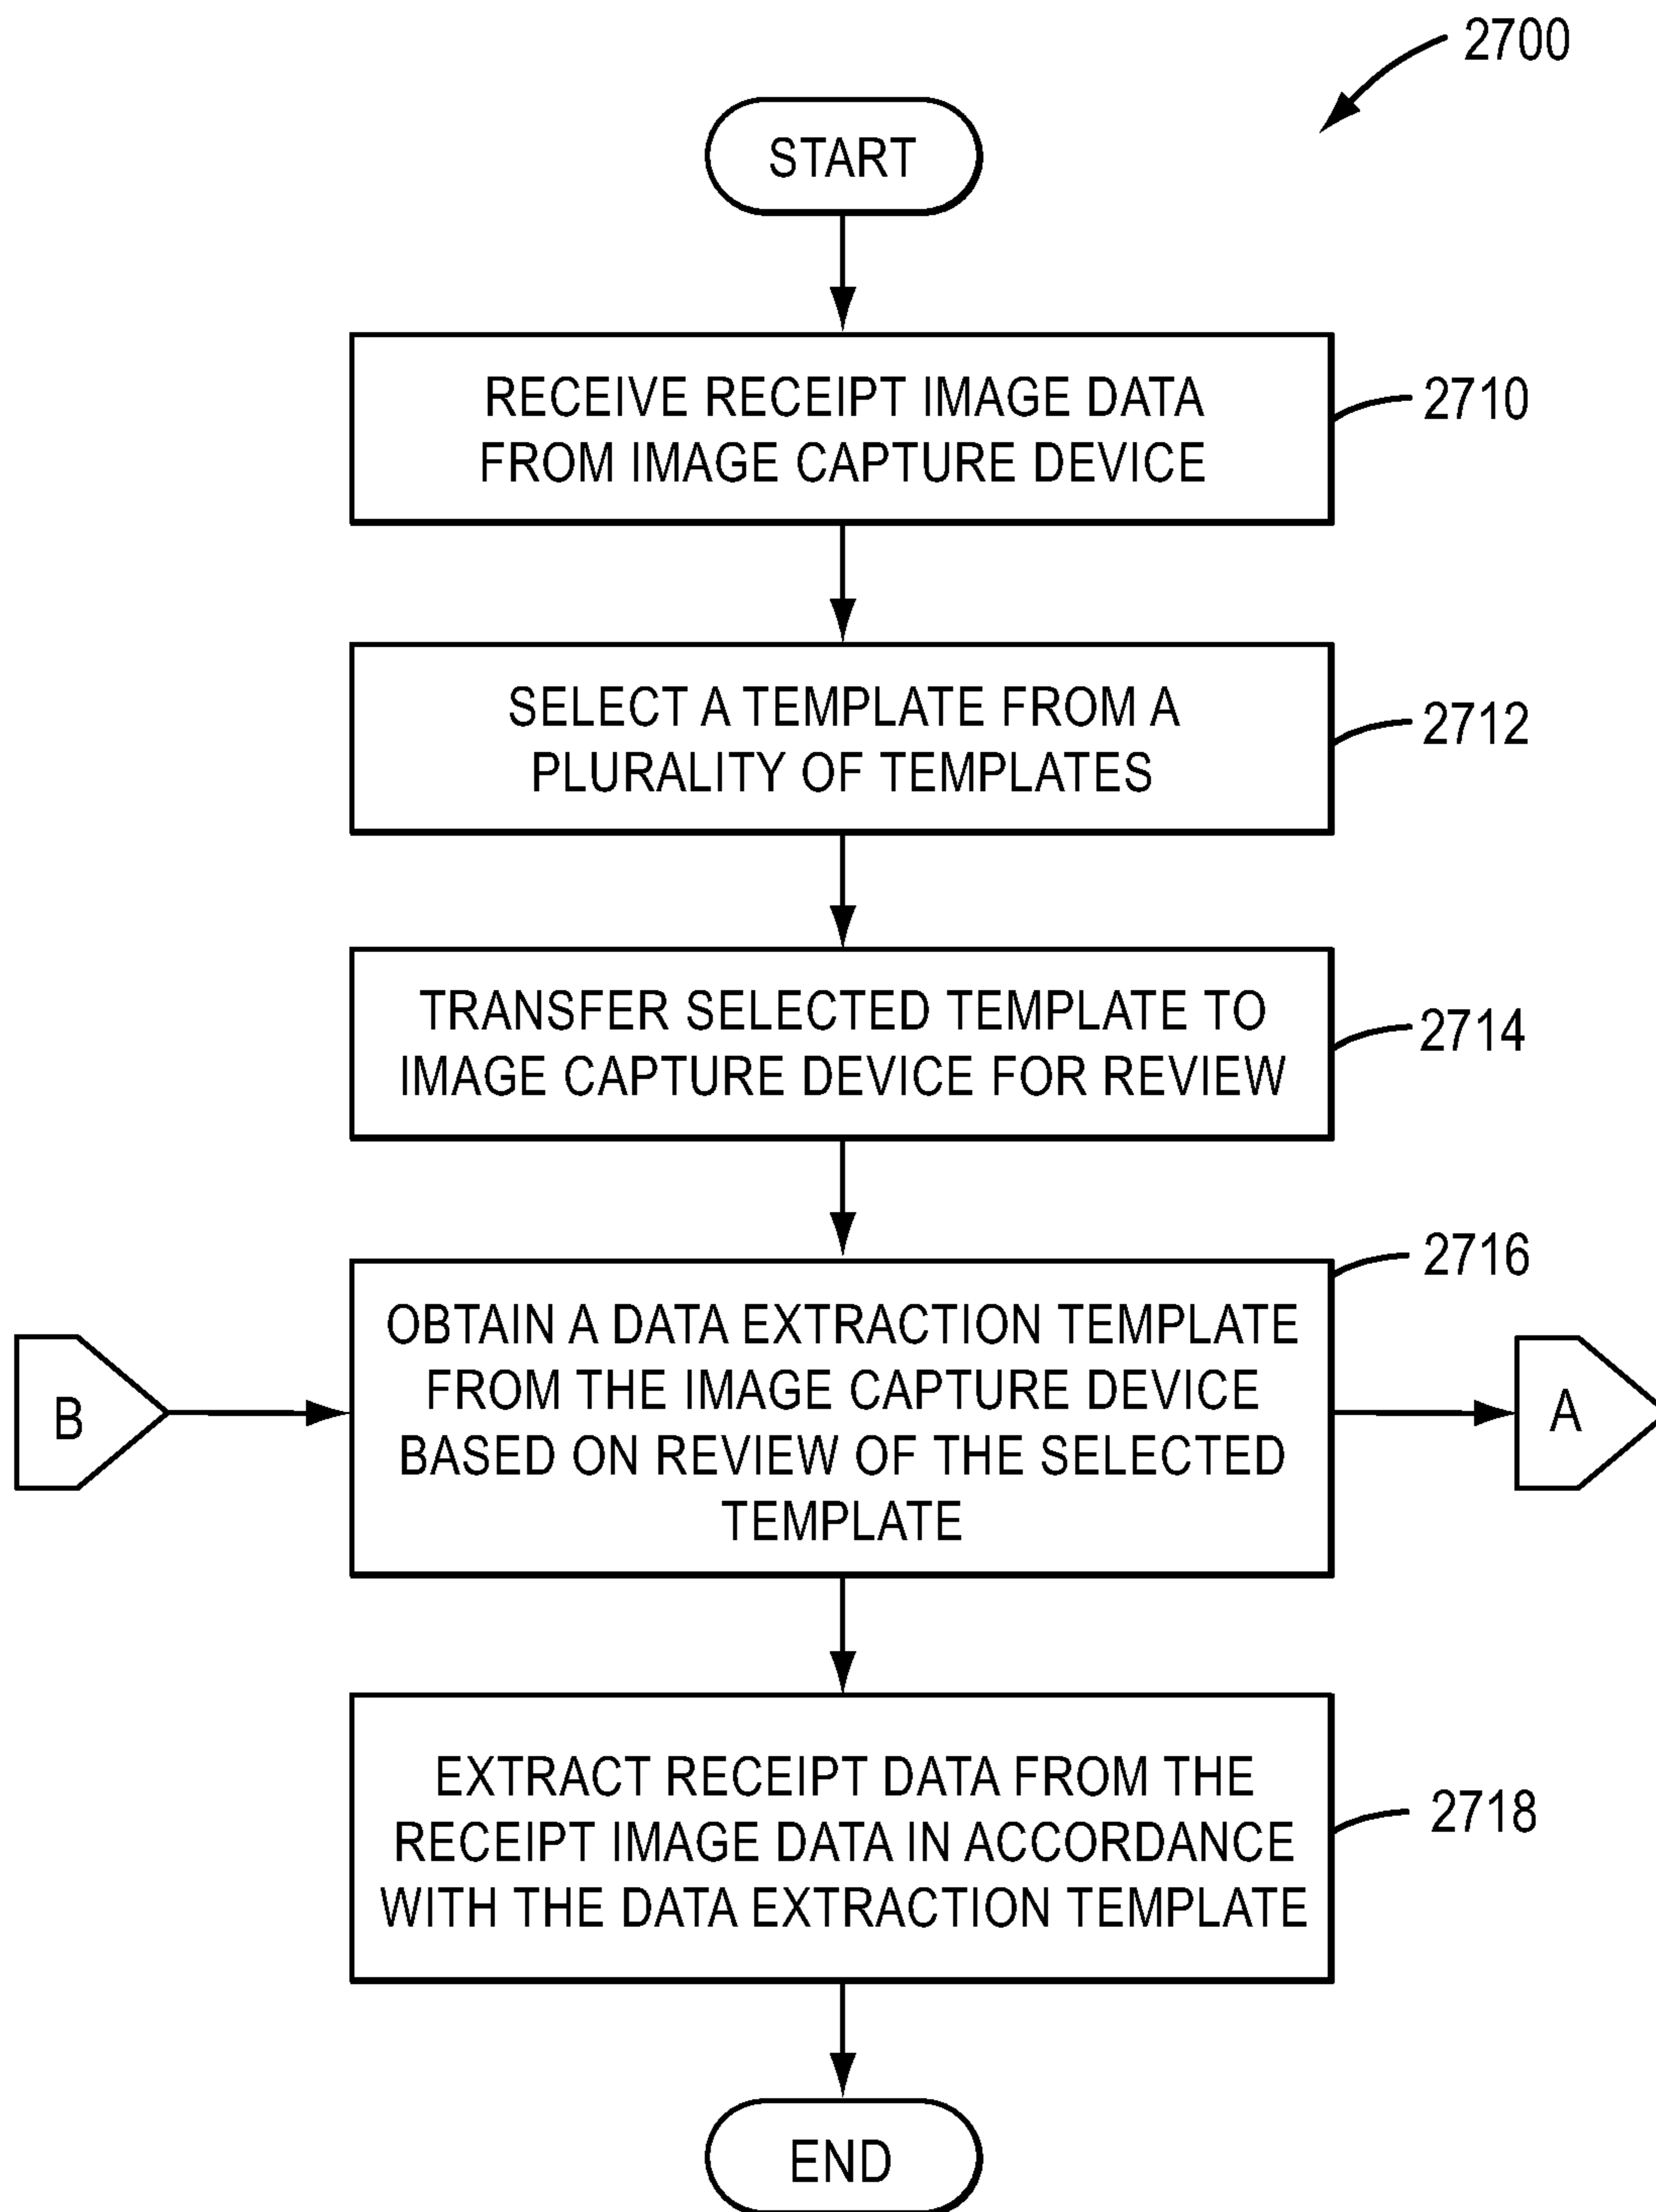 2700
START
RECEIVE RECEIPT IMAGE DATA
FROM IMAGE CAPTURE DEVICE
2710
SELECT A TEMPLATE FROM A
PLURALITY OF TEMPLATES
2712
TRANSFER SELECTED TEMPLATE TO
IMAGE CAPTURE DEVICE FOR REVIEW
2714
2716
OBTAIN A DATA EXTRACTION TEMPLATE
FROM THE IMAGE CAPTURE DEVICE
BASED ON REVIEW OF THE SELECTED
TEMPLATE
B
A
EXTRACT RECEIPT DATA FROM THE
RECEIPT IMAGE DATA IN ACCORDANCE
WITH THE DATA EXTRACTION TEMPLATE
2718
END